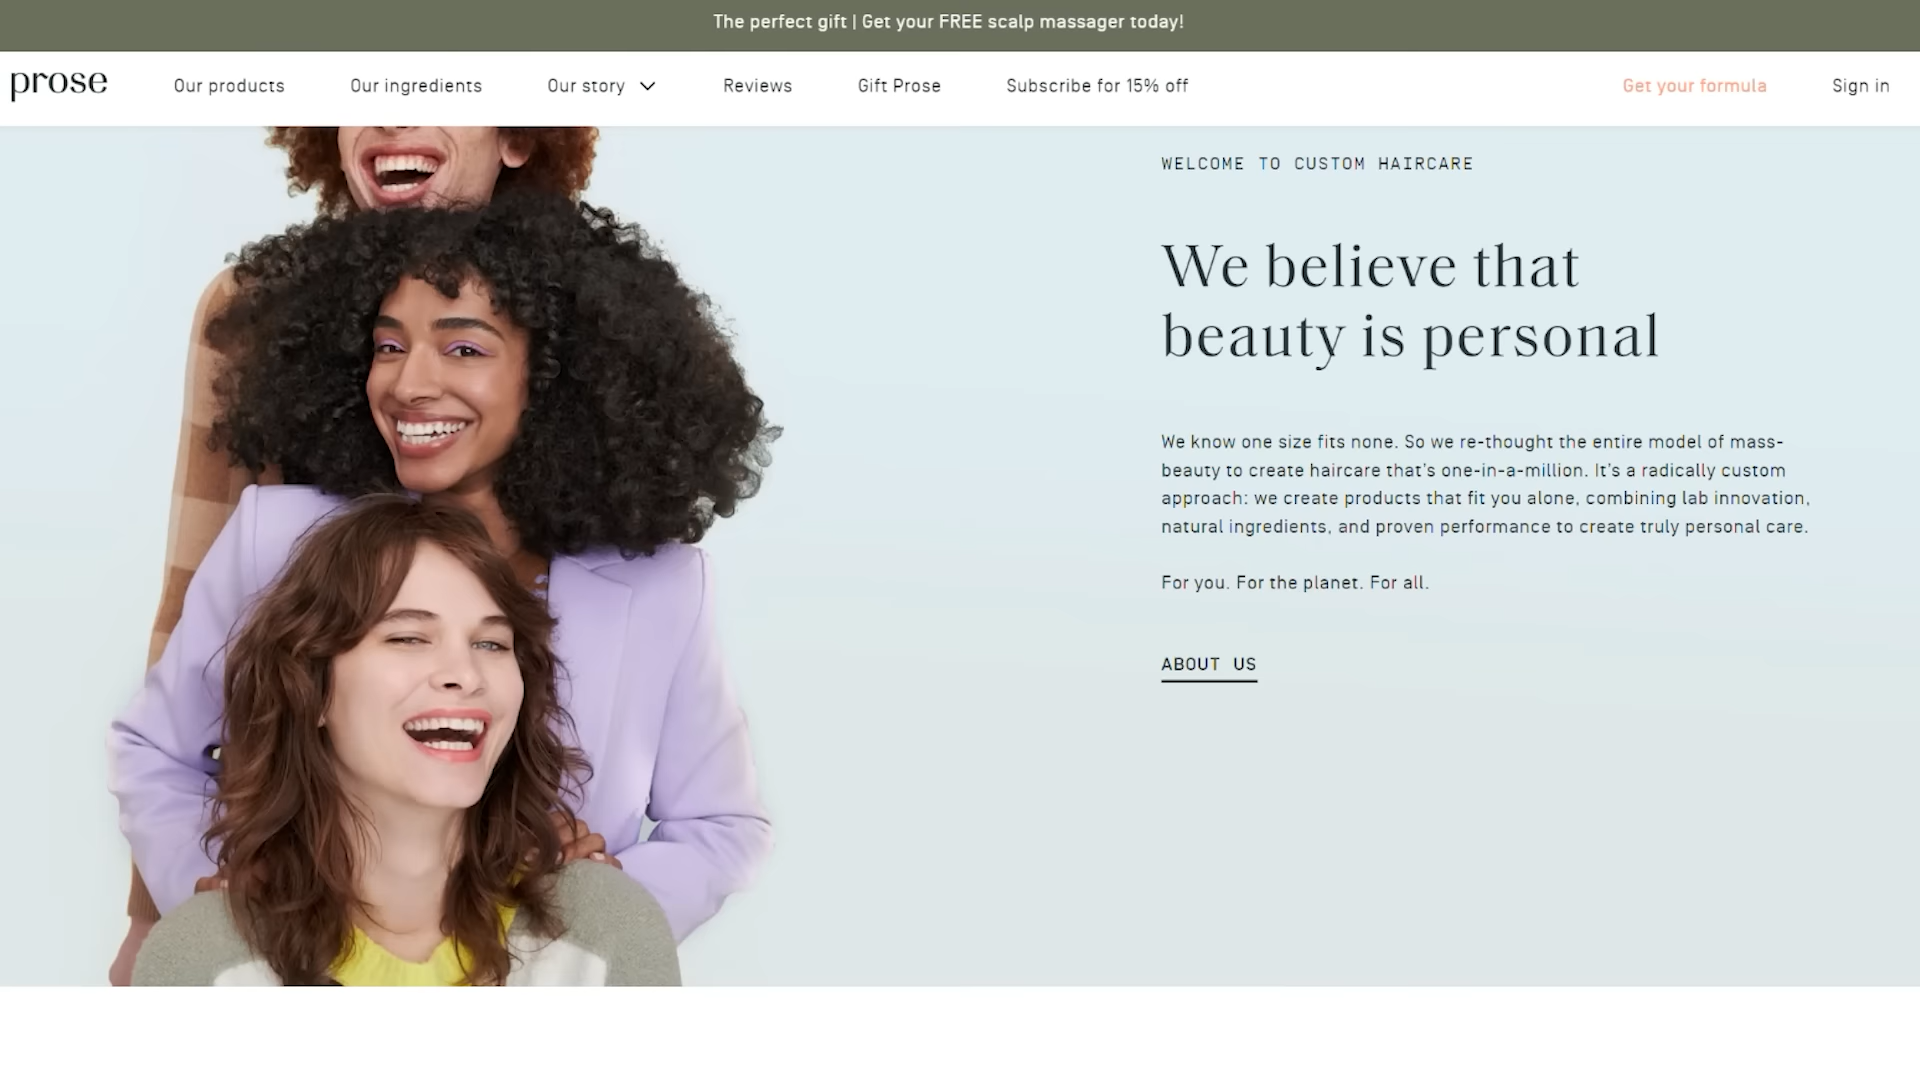 The perfect gift | Get your FREE scalp massager today!
prose
Our products
Our ingredients
Our story
Reviews
Gift Prose
Subscribe for 15% off
Get your formula
Sign in
WELCOME TO CUSTOM HAIRCARE
We believe that
beauty is personal
We know one size fits none. So we re-thought the entire model of mass-
beauty to create haircare that's one-in-a-million. It's a radically custom
approach: we create products that fit you alone, combining lab innovation,
natural ingredients, and proven performance to create truly personal care.
For you. For the planet. For all.
ABOUT US